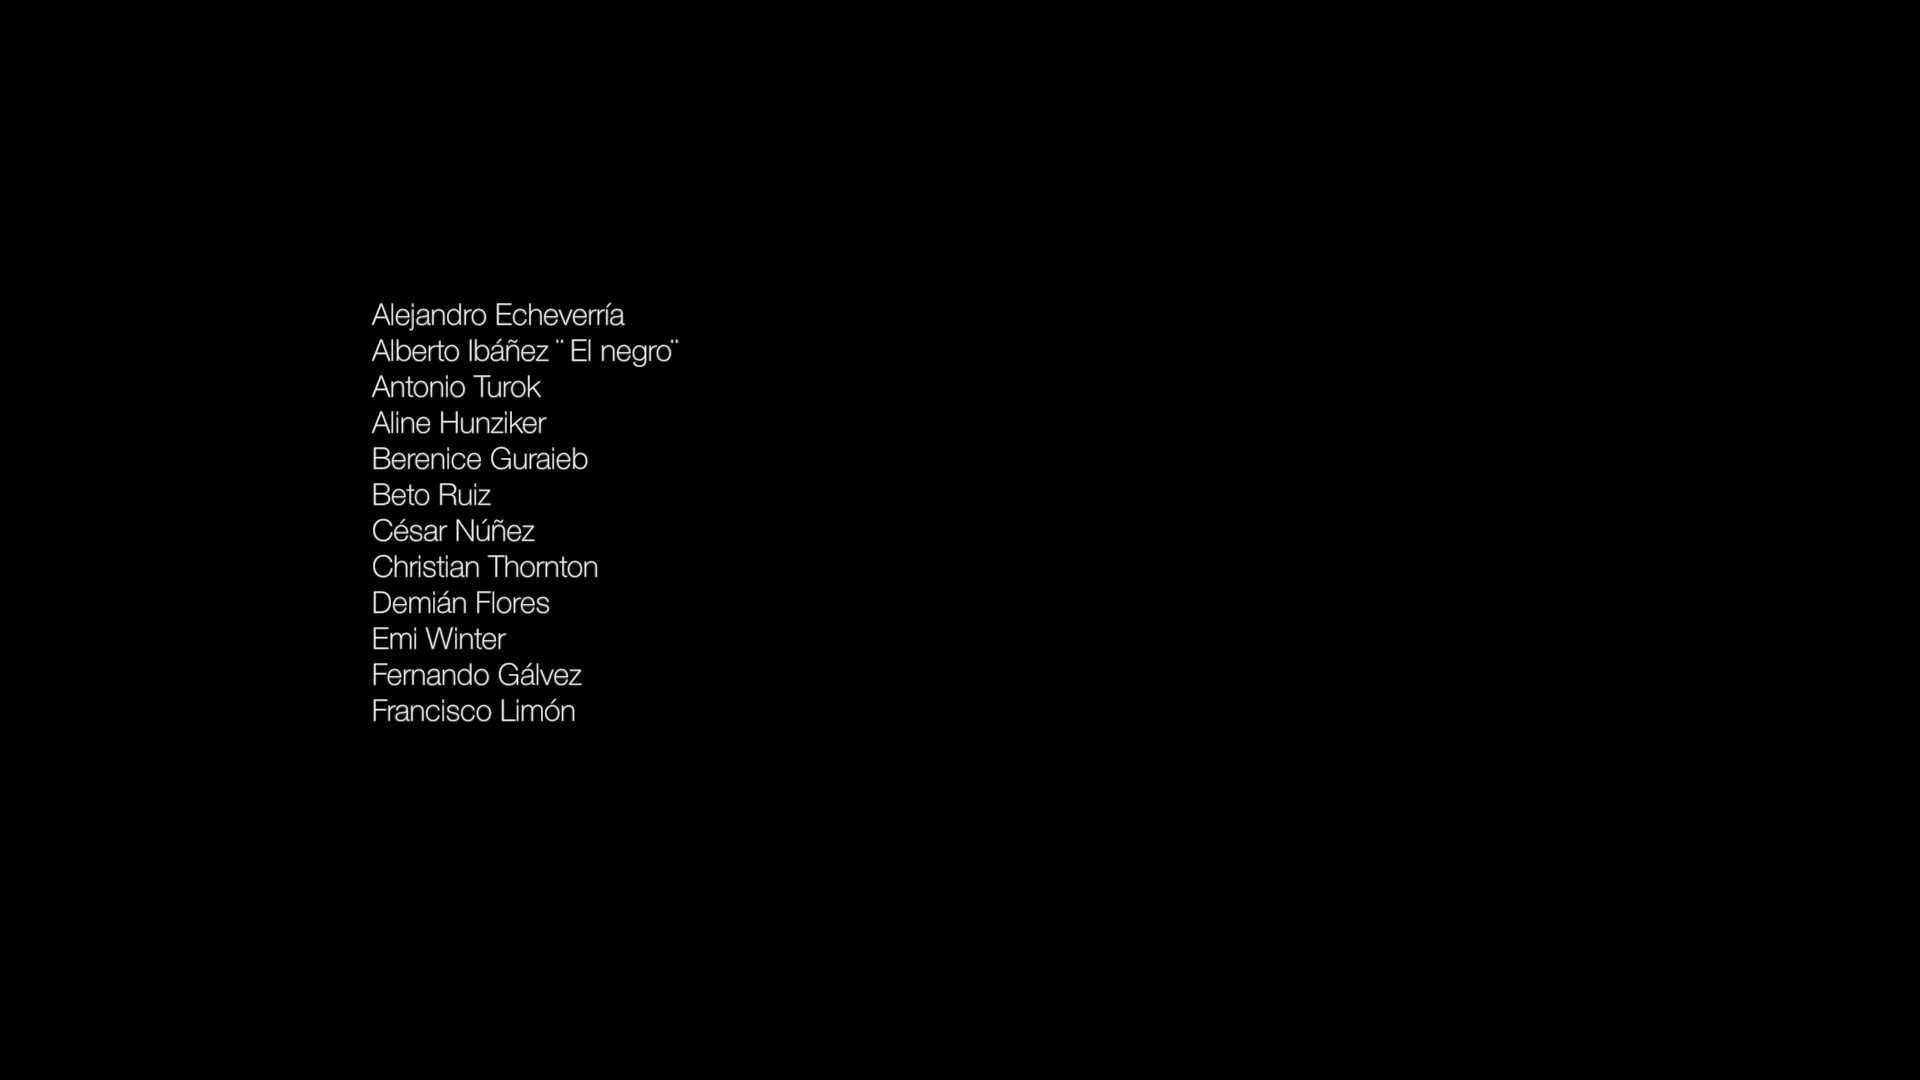 Alejandro Echeverría
Alberto Ibáñez ¨ El negro¨
Antonio Turok
Aline Hunziker
Berenice Guraieb
Beto Ruiz
César Núñez
Christian Thornton
Demián Flores
Emi Winter
Fernando Gálvez
Francisco Limón